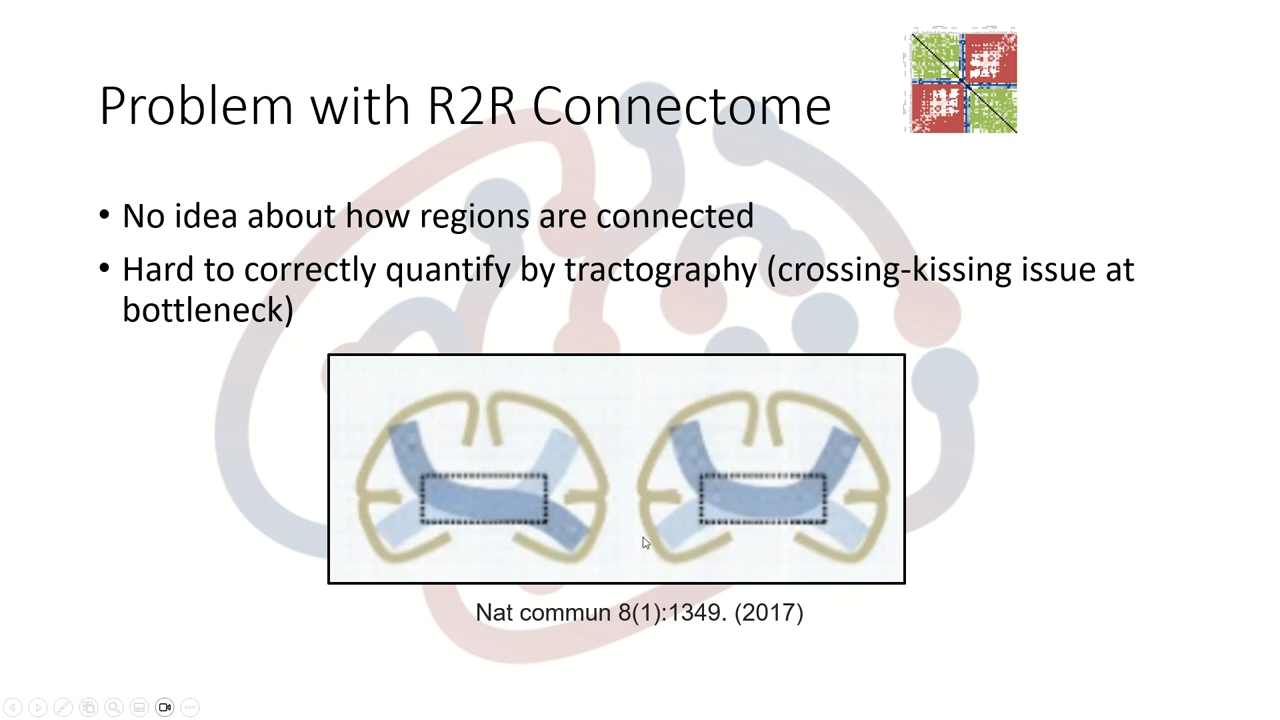 Problem with R2R Connectome
• No idea about how regions are connected
• Hard to correctly quantify by tractography (crossing-kissing issue at
bottleneck)
Nat commun 8(1):1349. (2017)